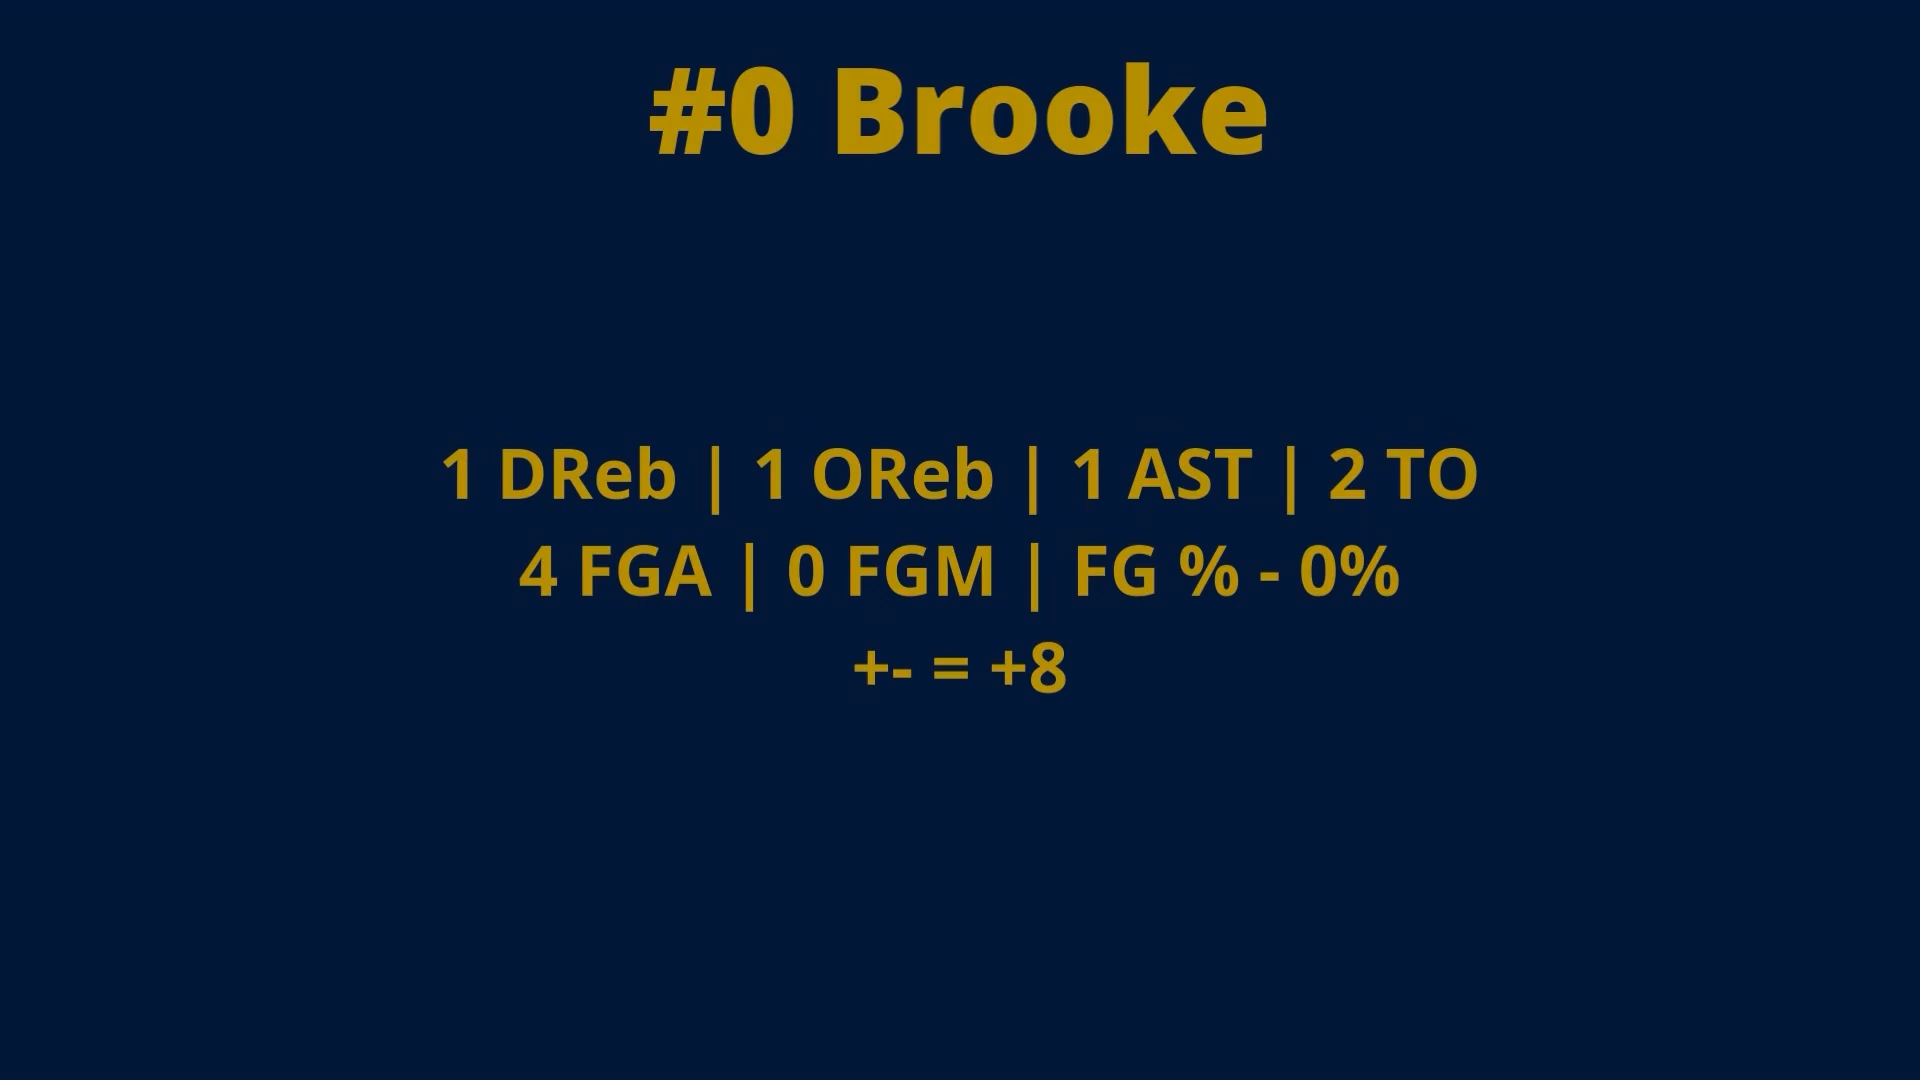 #0 Brooke
1 DReb | 1 OReb | 1 AST | 2 TO
4 FGA | 0 FGM | FG % - 0%
+- = +8